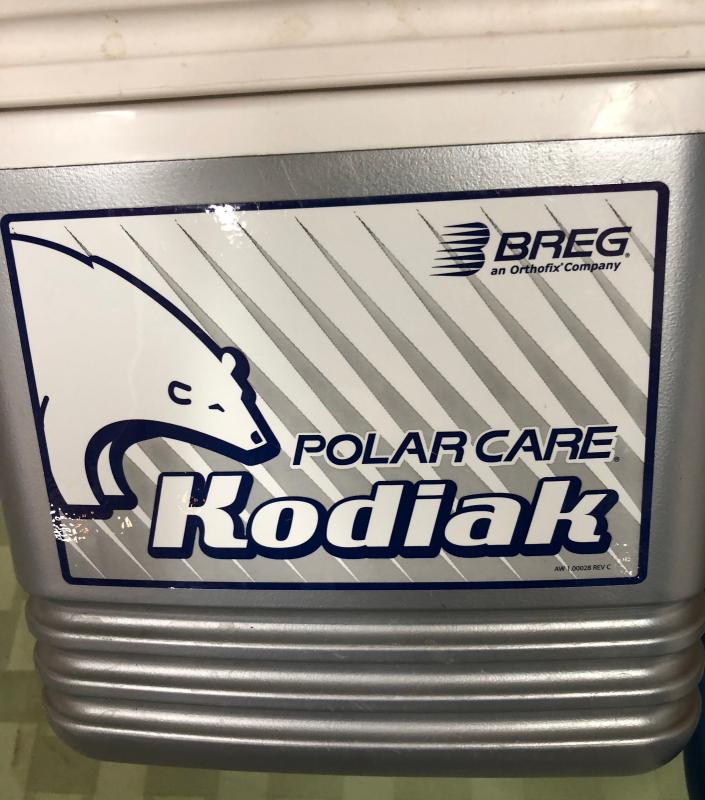 BREG®
an Orthofix® Company
POLAR CARE®
Kodiak
AW-1.00028 REV C